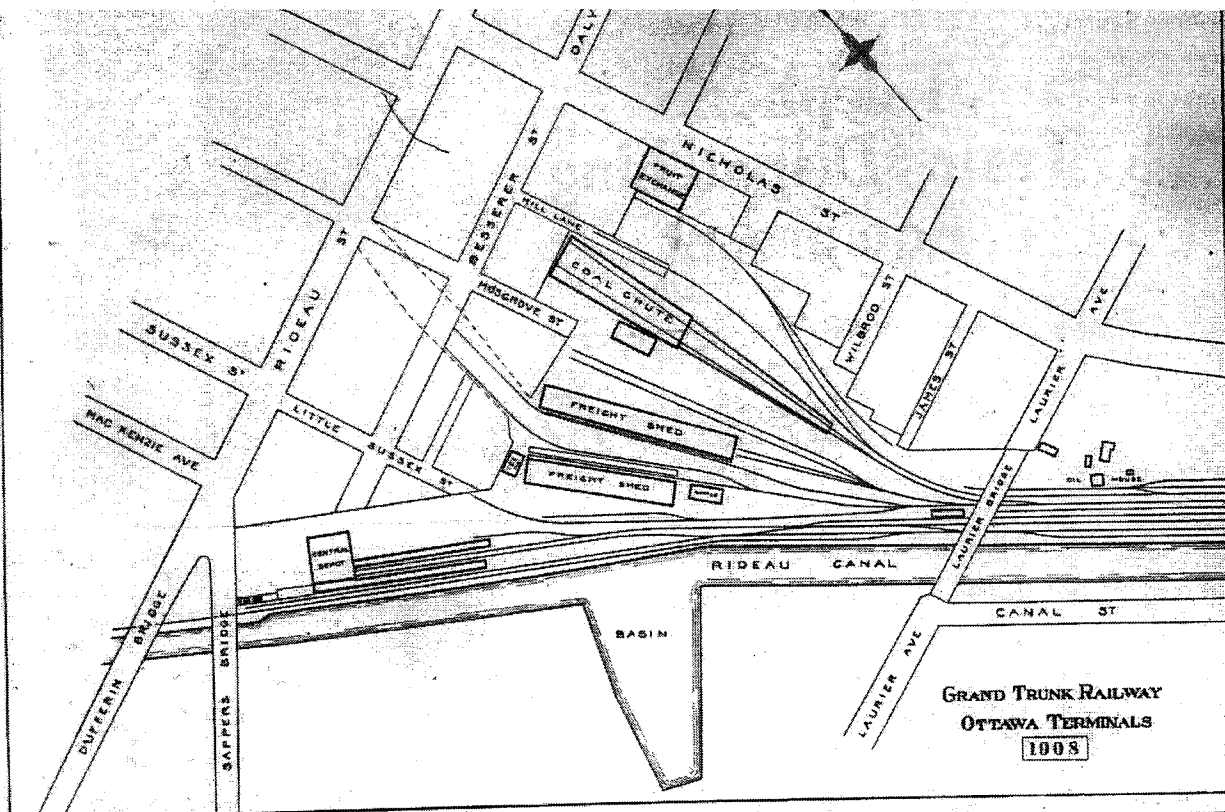 DALY
NICHOLAS
ST
FRUIT
EXCHANGE
BESSERER
ST
HILL LANE
COAL CHUTE
MOSGROVE ST
RIDEAU
ST
SUSSEX ST
MAC KENZIE AVE
LITTLE SUSSEX ST
WILBROD ST
JAMES ST
LAURIER AVE
FREIGHT SHED
FREIGHT SHED
OIL HOUSE
LAURIER BRIDGE
CENTRAL
DEPOT
RIDEAU CANAL
BASIN
CANAL ST
LAURIER AVE
DUFFERIN BRIDGE
SAPPERS BRIDGE
GRAND TRUNK RAILWAY
OTTAWA TERMINALS
1908